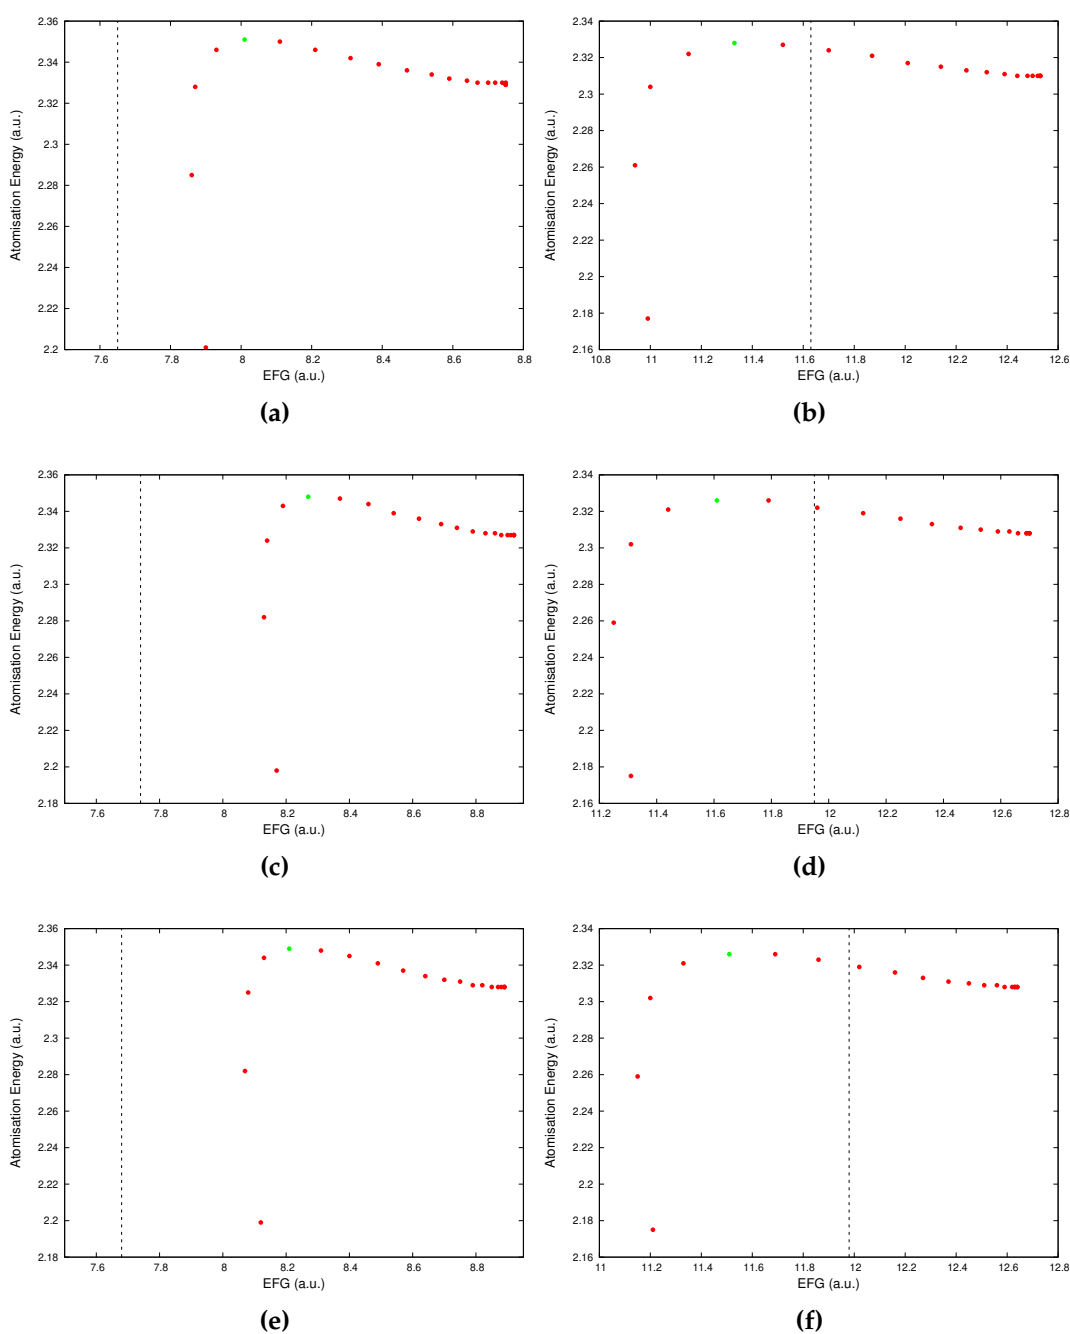 2.36
2.34
2.32
2.3
2.28
2.26
2.24
2.22
2.2
7.6 7.8 8 8.2 8.4 8.6 8.8
Atomisation Energy (a.u.)
EFG (a.u.)
(a)
2.34
2.32
2.3
2.28
2.26
2.24
2.22
2.2
2.18
2.16
10.8 11 11.2 11.4 11.6 11.8 12 12.2 12.4 12.6
Atomisation Energy (a.u.)
EFG (a.u.)
(b)
2.36
2.34
2.32
2.3
2.28
2.26
2.24
2.22
2.2
2.18
7.6 7.8 8 8.2 8.4 8.6 8.8
Atomisation Energy (a.u.)
EFG (a.u.)
(c)
2.34
2.32
2.3
2.28
2.26
2.24
2.22
2.2
2.18
2.16
11.2 11.4 11.6 11.8 12 12.2 12.4 12.6 12.8
Atomisation Energy (a.u.)
EFG (a.u.)
(d)
2.36
2.34
2.32
2.3
2.28
2.26
2.24
2.22
2.2
2.18
7.6 7.8 8 8.2 8.4 8.6 8.8
Atomisation Energy (a.u.)
EFG (a.u.)
(e)
2.34
2.32
2.3
2.28
2.26
2.24
2.22
2.2
2.18
2.16
11 11.2 11.4 11.6 11.8 12 12.2 12.4 12.6 12.8
Atomisation Energy (a.u.)
EFG (a.u.)
(f)